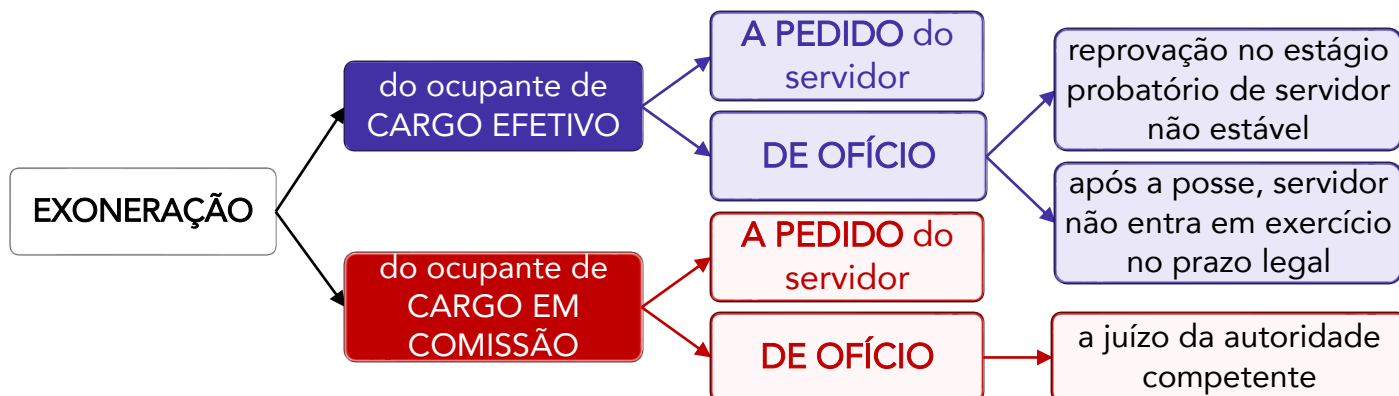 EXONERAÇÃO
do ocupante de
CARGO EFETIVO
A PEDIDO do
servidor
DE OFÍCIO
reprovação no estágio
probatório de servidor
não estável
após a posse, servidor
não entra em exercício
no prazo legal
do ocupante de
CARGO EM
COMISSÃO
A PEDIDO do
servidor
DE OFÍCIO
a juízo da autoridade
competente